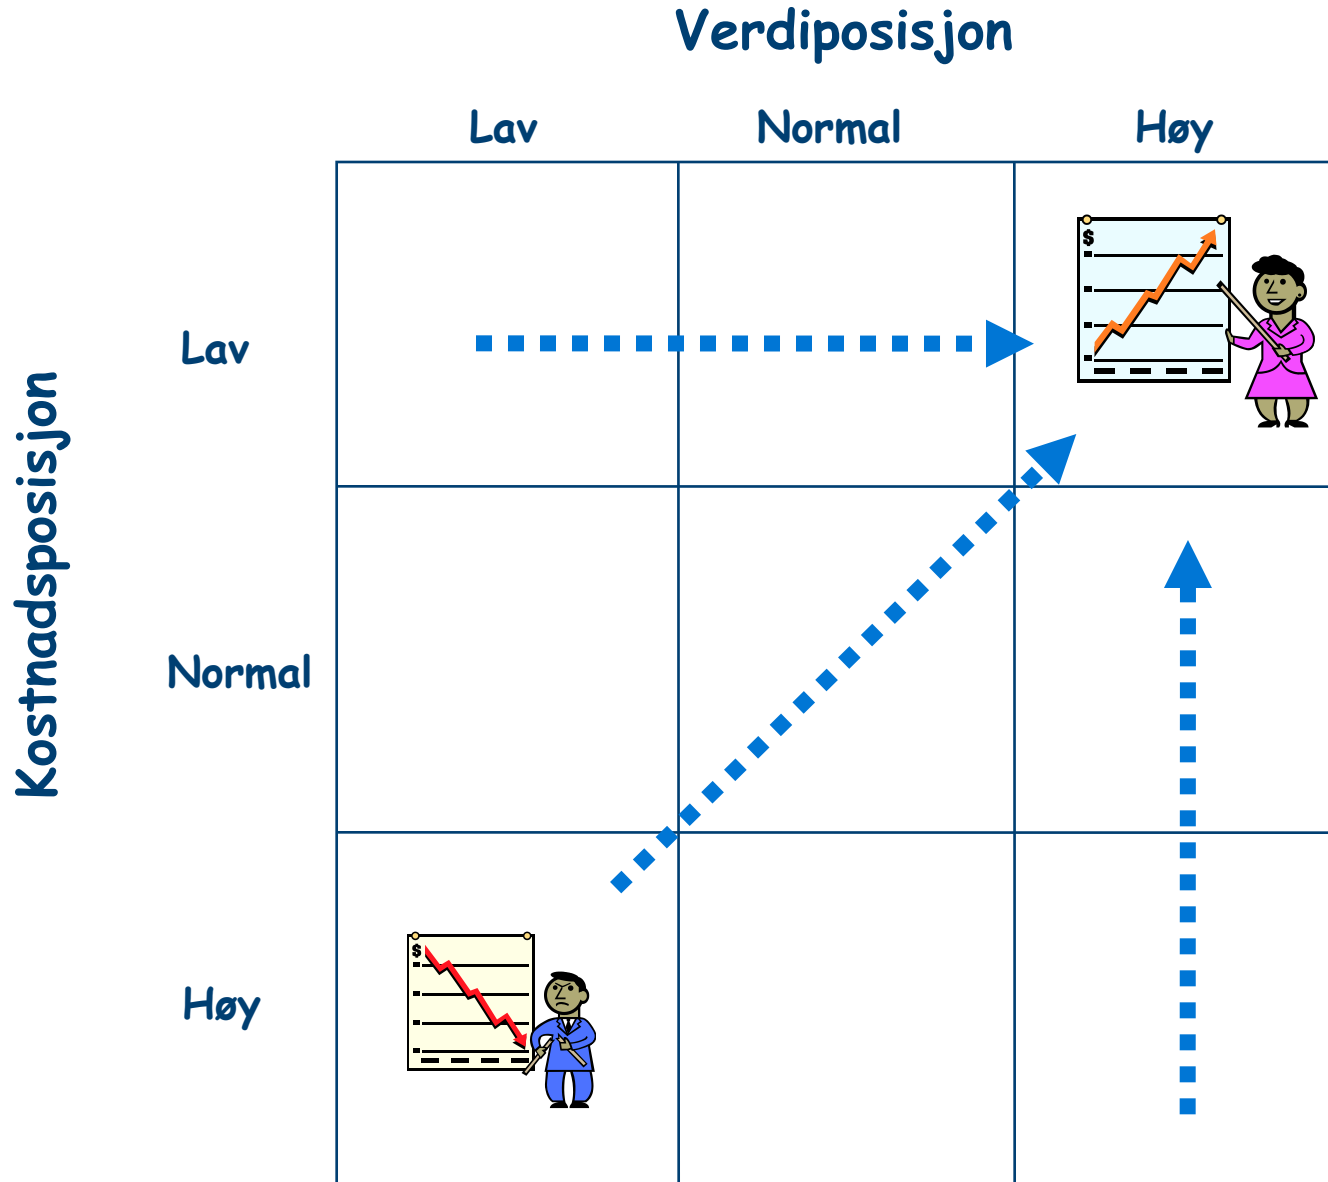 Verdiposisjon
Lav Normal Høy
$
Lav
Kostnadsposisjon
Normal
$
Høy